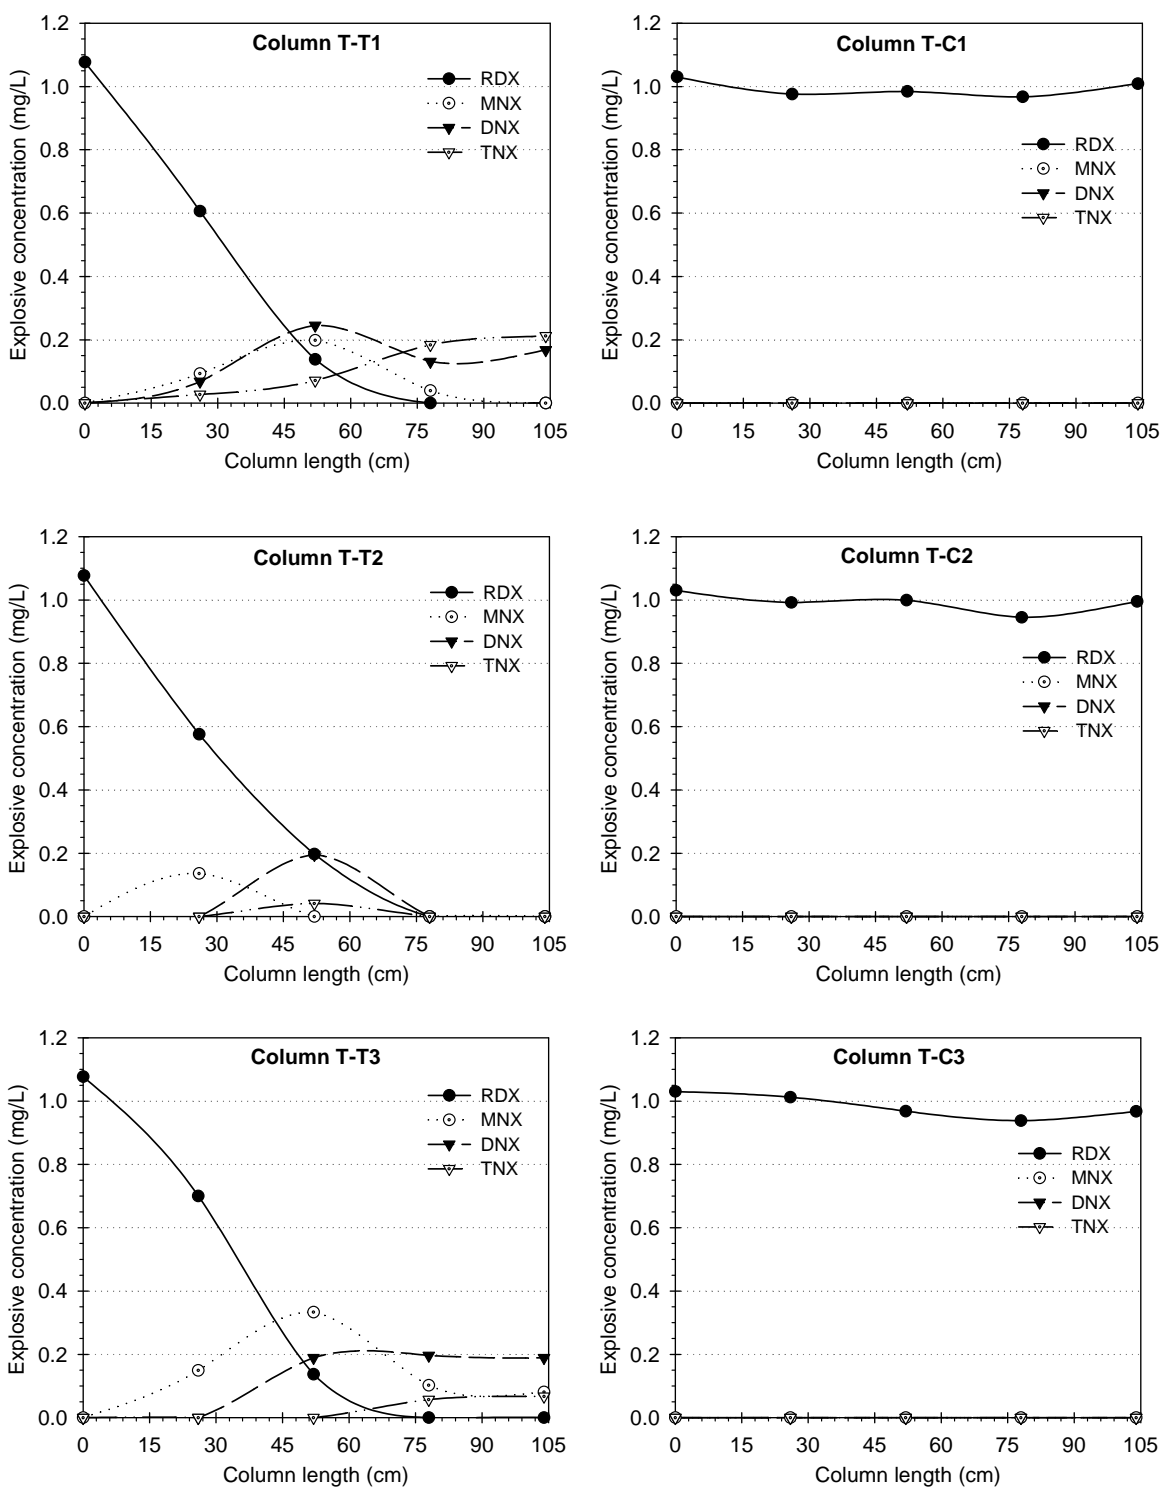 Column T-T1
Explosive concentration (mg/L)
1.2
1.0
0.8
0.6
0.4
0.2
0.0
RDX
MNX
DNX
TNX
0 15 30 45 60 75 90 105
Column length (cm)
Column T-C1
Explosive concentration (mg/L)
1.2
1.0
0.8
0.6
0.4
0.2
0.0
RDX
MNX
DNX
TNX
0 15 30 45 60 75 90 105
Column length (cm)
Column T-T2
Explosive concentration (mg/L)
1.2
1.0
0.8
0.6
0.4
0.2
0.0
RDX
MNX
DNX
TNX
0 15 30 45 60 75 90 105
Column length (cm)
Column T-C2
Explosive concentration (mg/L)
1.2
1.0
0.8
0.6
0.4
0.2
0.0
RDX
MNX
DNX
TNX
0 15 30 45 60 75 90 105
Column length (cm)
Column T-T3
Explosive concentration (mg/L)
1.2
1.0
0.8
0.6
0.4
0.2
0.0
RDX
MNX
DNX
TNX
0 15 30 45 60 75 90 105
Column length (cm)
Column T-C3
Explosive concentration (mg/L)
1.2
1.0
0.8
0.6
0.4
0.2
0.0
RDX
MNX
DNX
TNX
0 15 30 45 60 75 90 105
Column length (cm)